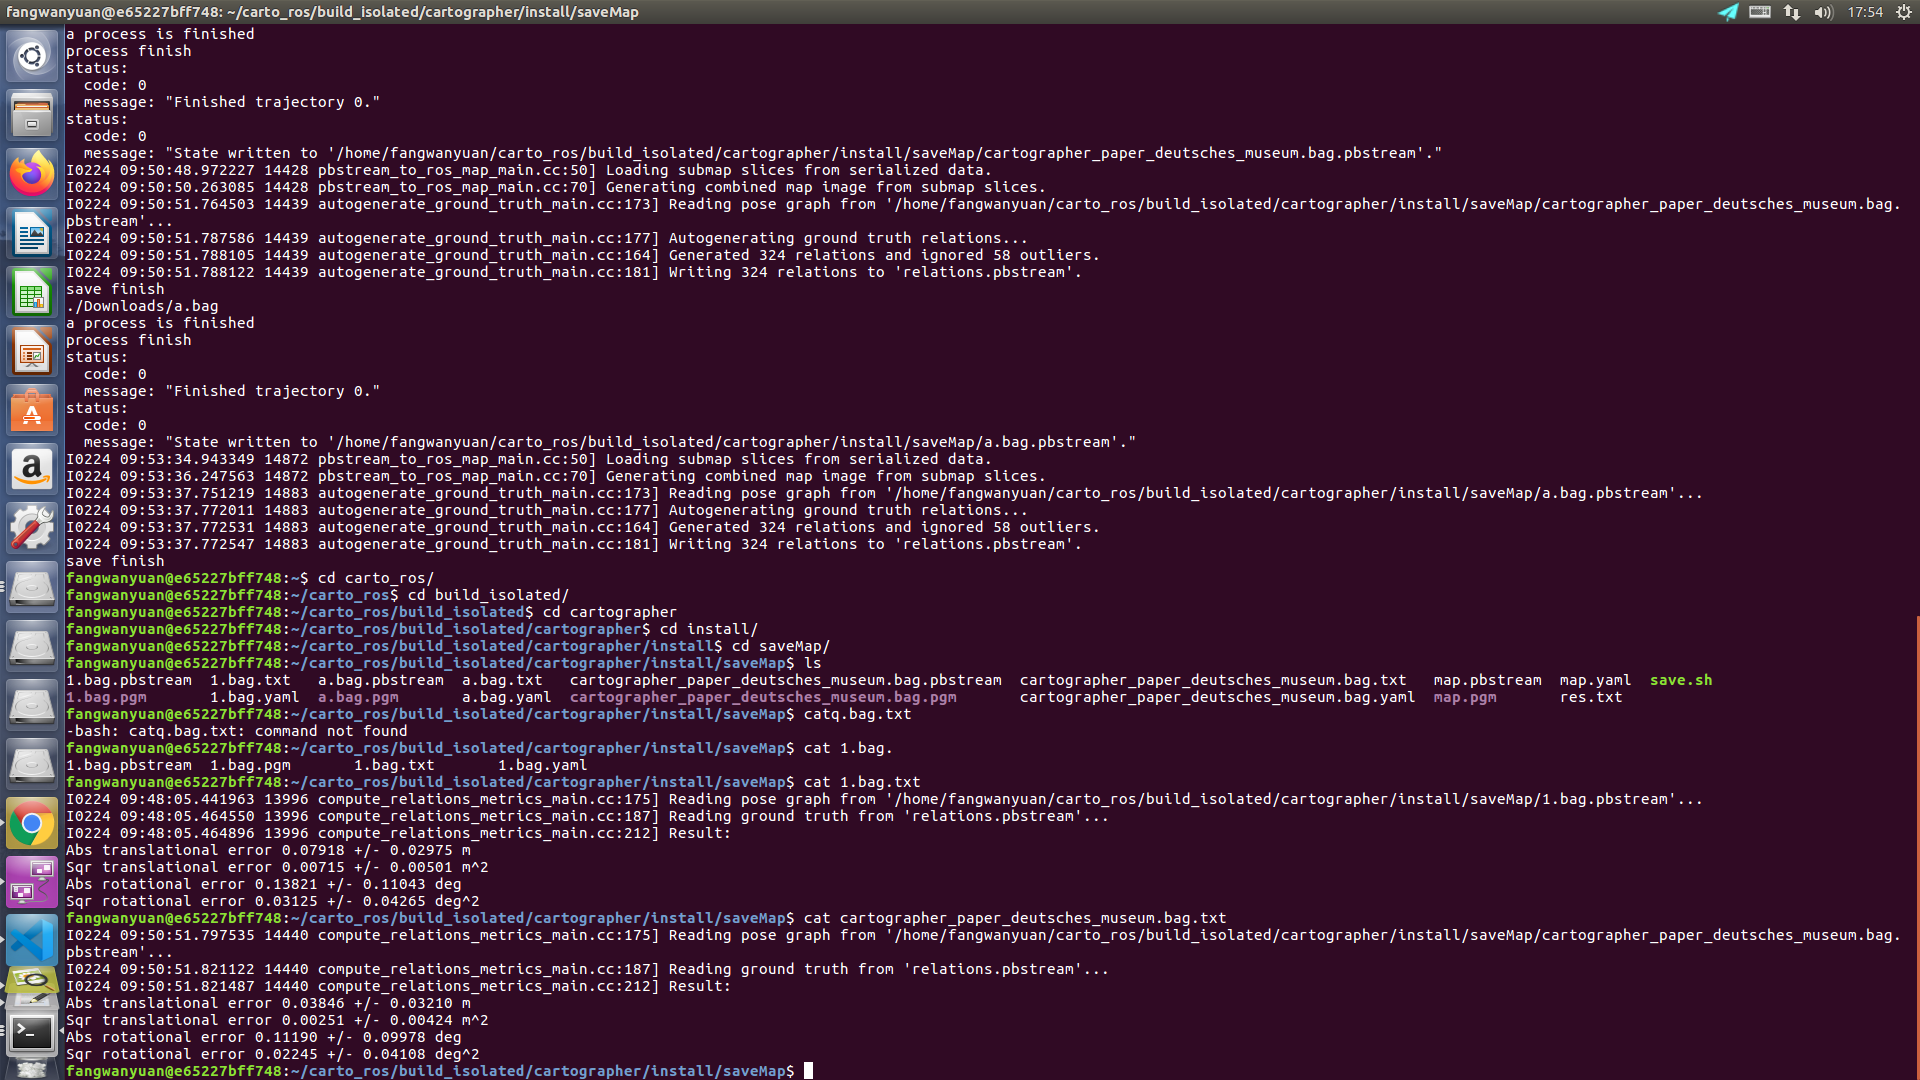 fangwanyuan@e65227bff748: ~/carto_ros/build_isolated/cartographer/install/saveMap
17:54
a process is finished
process finish
status:
  code: 0
  message: "Finished trajectory 0."
status:
  code: 0
  message: "State written to '/home/fangwanyuan/carto_ros/build_isolated/cartographer/install/saveMap/cartographer_paper_deutsches_museum.bag.pbstream'."
I0224 09:50:48.972227 14428 pbstream_to_ros_map_main.cc:50] Loading submap slices from serialized data.
I0224 09:50:50.263085 14428 pbstream_to_ros_map_main.cc:70] Generating combined map image from submap slices.
I0224 09:50:51.764503 14439 autogenerate_ground_truth_main.cc:173] Reading pose graph from '/home/fangwanyuan/carto_ros/build_isolated/cartographer/install/saveMap/cartographer_paper_deutsches_museum.bag.
pbstream'...
I0224 09:50:51.787586 14439 autogenerate_ground_truth_main.cc:177] Autogenerating ground truth relations...
I0224 09:50:51.788105 14439 autogenerate_ground_truth_main.cc:164] Generated 324 relations and ignored 58 outliers.
I0224 09:50:51.788122 14439 autogenerate_ground_truth_main.cc:181] Writing 324 relations to 'relations.pbstream'.
save finish
./Downloads/a.bag
a process is finished
process finish
status:
  code: 0
  message: "Finished trajectory 0."
status:
  code: 0
  message: "State written to '/home/fangwanyuan/carto_ros/build_isolated/cartographer/install/saveMap/a.bag.pbstream'."
I0224 09:53:34.943349 14872 pbstream_to_ros_map_main.cc:50] Loading submap slices from serialized data.
I0224 09:53:36.247563 14872 pbstream_to_ros_map_main.cc:70] Generating combined map image from submap slices.
I0224 09:53:37.751219 14883 autogenerate_ground_truth_main.cc:173] Reading pose graph from '/home/fangwanyuan/carto_ros/build_isolated/cartographer/install/saveMap/a.bag.pbstream'...
I0224 09:53:37.772011 14883 autogenerate_ground_truth_main.cc:177] Autogenerating ground truth relations...
I0224 09:53:37.772531 14883 autogenerate_ground_truth_main.cc:164] Generated 324 relations and ignored 58 outliers.
I0224 09:53:37.772547 14883 autogenerate_ground_truth_main.cc:181] Writing 324 relations to 'relations.pbstream'.
save finish
fangwanyuan@e65227bff748:~$ cd carto_ros/
fangwanyuan@e65227bff748:~/carto_ros$ cd build_isolated/
fangwanyuan@e65227bff748:~/carto_ros/build_isolated$ cd cartographer
fangwanyuan@e65227bff748:~/carto_ros/build_isolated/cartographer$ cd install/
fangwanyuan@e65227bff748:~/carto_ros/build_isolated/cartographer/install$ cd saveMap/
fangwanyuan@e65227bff748:~/carto_ros/build_isolated/cartographer/install/saveMap$ ls
1.bag.pbstream  1.bag.txt   a.bag.pbstream  a.bag.txt   cartographer_paper_deutsches_museum.bag.pbstream  cartographer_paper_deutsches_museum.bag.txt   map.pbstream  map.yaml  save.sh
1.bag.pgm       1.bag.yaml  a.bag.pgm       a.bag.yaml  cartographer_paper_deutsches_museum.bag.pgm       cartographer_paper_deutsches_museum.bag.yaml  map.pgm       res.txt
fangwanyuan@e65227bff748:~/carto_ros/build_isolated/cartographer/install/saveMap$ catq.bag.txt
-bash: catq.bag.txt: command not found
fangwanyuan@e65227bff748:~/carto_ros/build_isolated/cartographer/install/saveMap$ cat 1.bag.
1.bag.pbstream  1.bag.pgm       1.bag.txt       1.bag.yaml
fangwanyuan@e65227bff748:~/carto_ros/build_isolated/cartographer/install/saveMap$ cat 1.bag.txt
I0224 09:48:05.441963 13996 compute_relations_metrics_main.cc:175] Reading pose graph from '/home/fangwanyuan/carto_ros/build_isolated/cartographer/install/saveMap/1.bag.pbstream'...
I0224 09:48:05.464550 13996 compute_relations_metrics_main.cc:187] Reading ground truth from 'relations.pbstream'...
I0224 09:48:05.464896 13996 compute_relations_metrics_main.cc:212] Result:
Abs translational error 0.07918 +/- 0.02975 m
Sqr translational error 0.00715 +/- 0.00501 m^2
Abs rotational error 0.13821 +/- 0.11043 deg
Sqr rotational error 0.03125 +/- 0.04265 deg^2
fangwanyuan@e65227bff748:~/carto_ros/build_isolated/cartographer/install/saveMap$ cat cartographer_paper_deutsches_museum.bag.txt
I0224 09:50:51.797535 14440 compute_relations_metrics_main.cc:175] Reading pose graph from '/home/fangwanyuan/carto_ros/build_isolated/cartographer/install/saveMap/cartographer_paper_deutsches_museum.bag.
pbstream'...
I0224 09:50:51.821122 14440 compute_relations_metrics_main.cc:187] Reading ground truth from 'relations.pbstream'...
I0224 09:50:51.821487 14440 compute_relations_metrics_main.cc:212] Result:
Abs translational error 0.03846 +/- 0.03210 m
Sqr translational error 0.00251 +/- 0.00424 m^2
Abs rotational error 0.11190 +/- 0.09978 deg
Sqr rotational error 0.02245 +/- 0.04108 deg^2
fangwanyuan@e65227bff748:~/carto_ros/build_isolated/cartographer/install/saveMap$